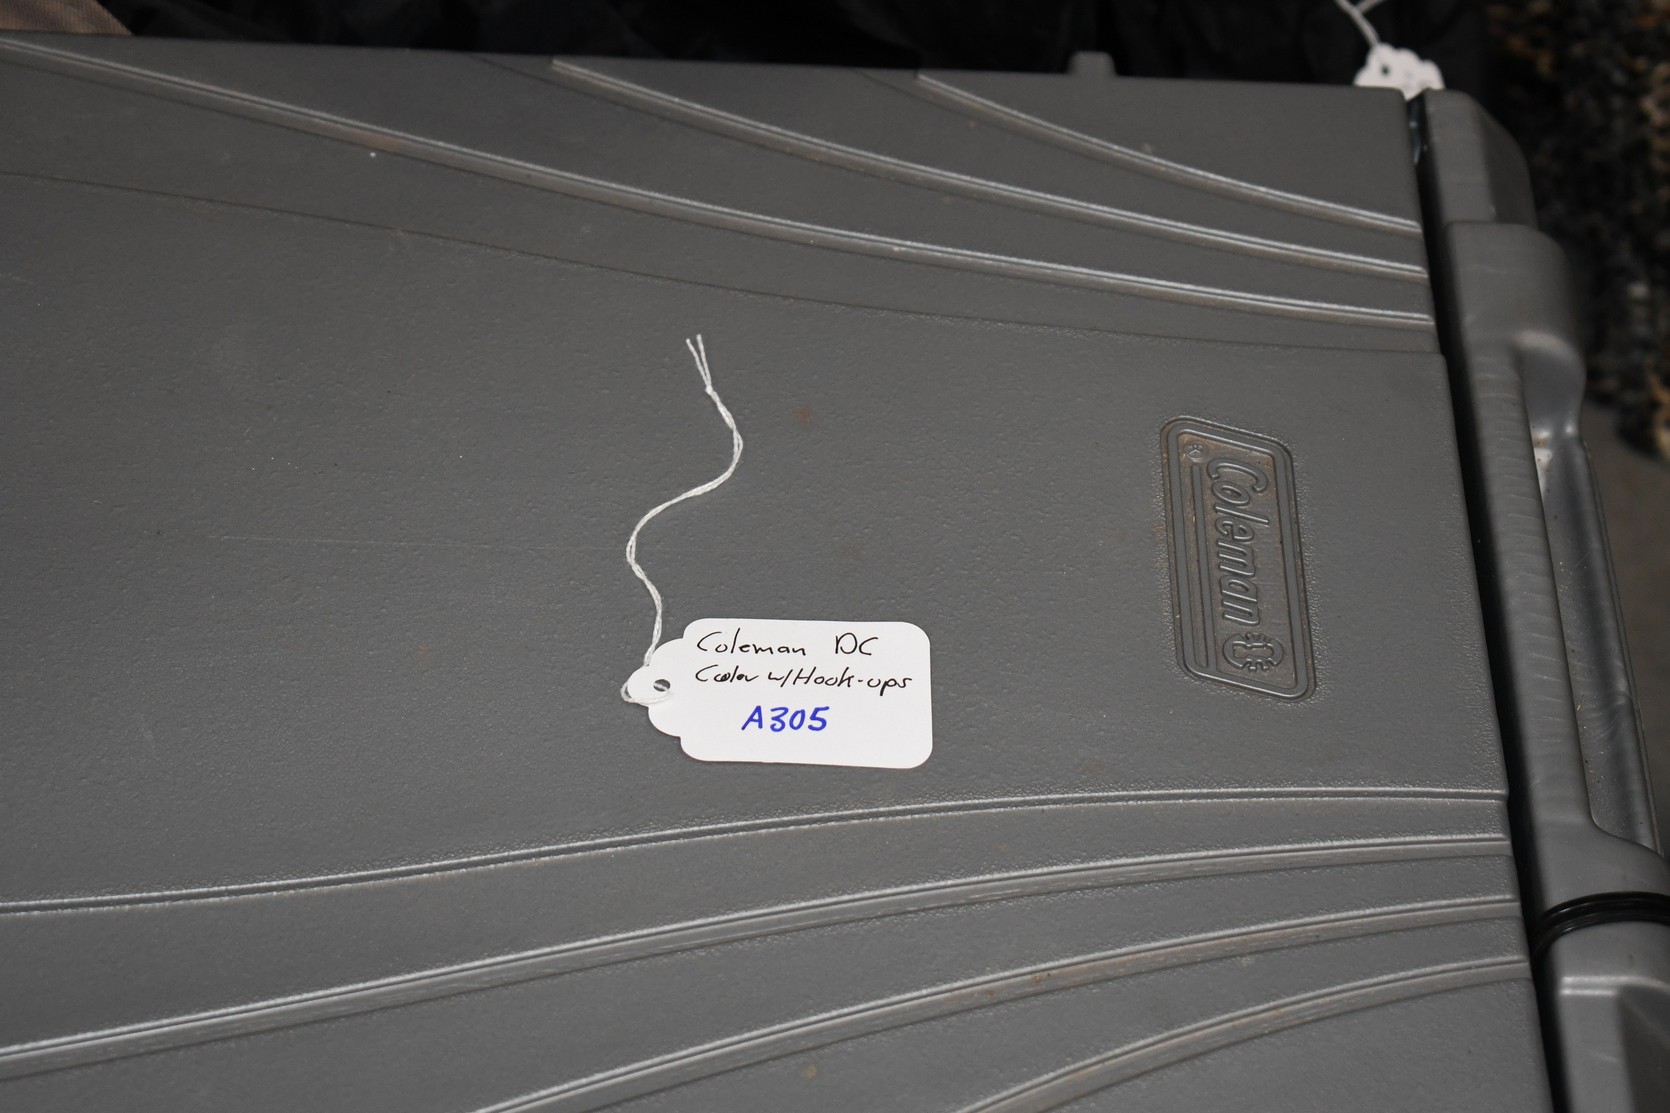 Coleman DC
Cooler w/Hook-ups
A305
Coleman